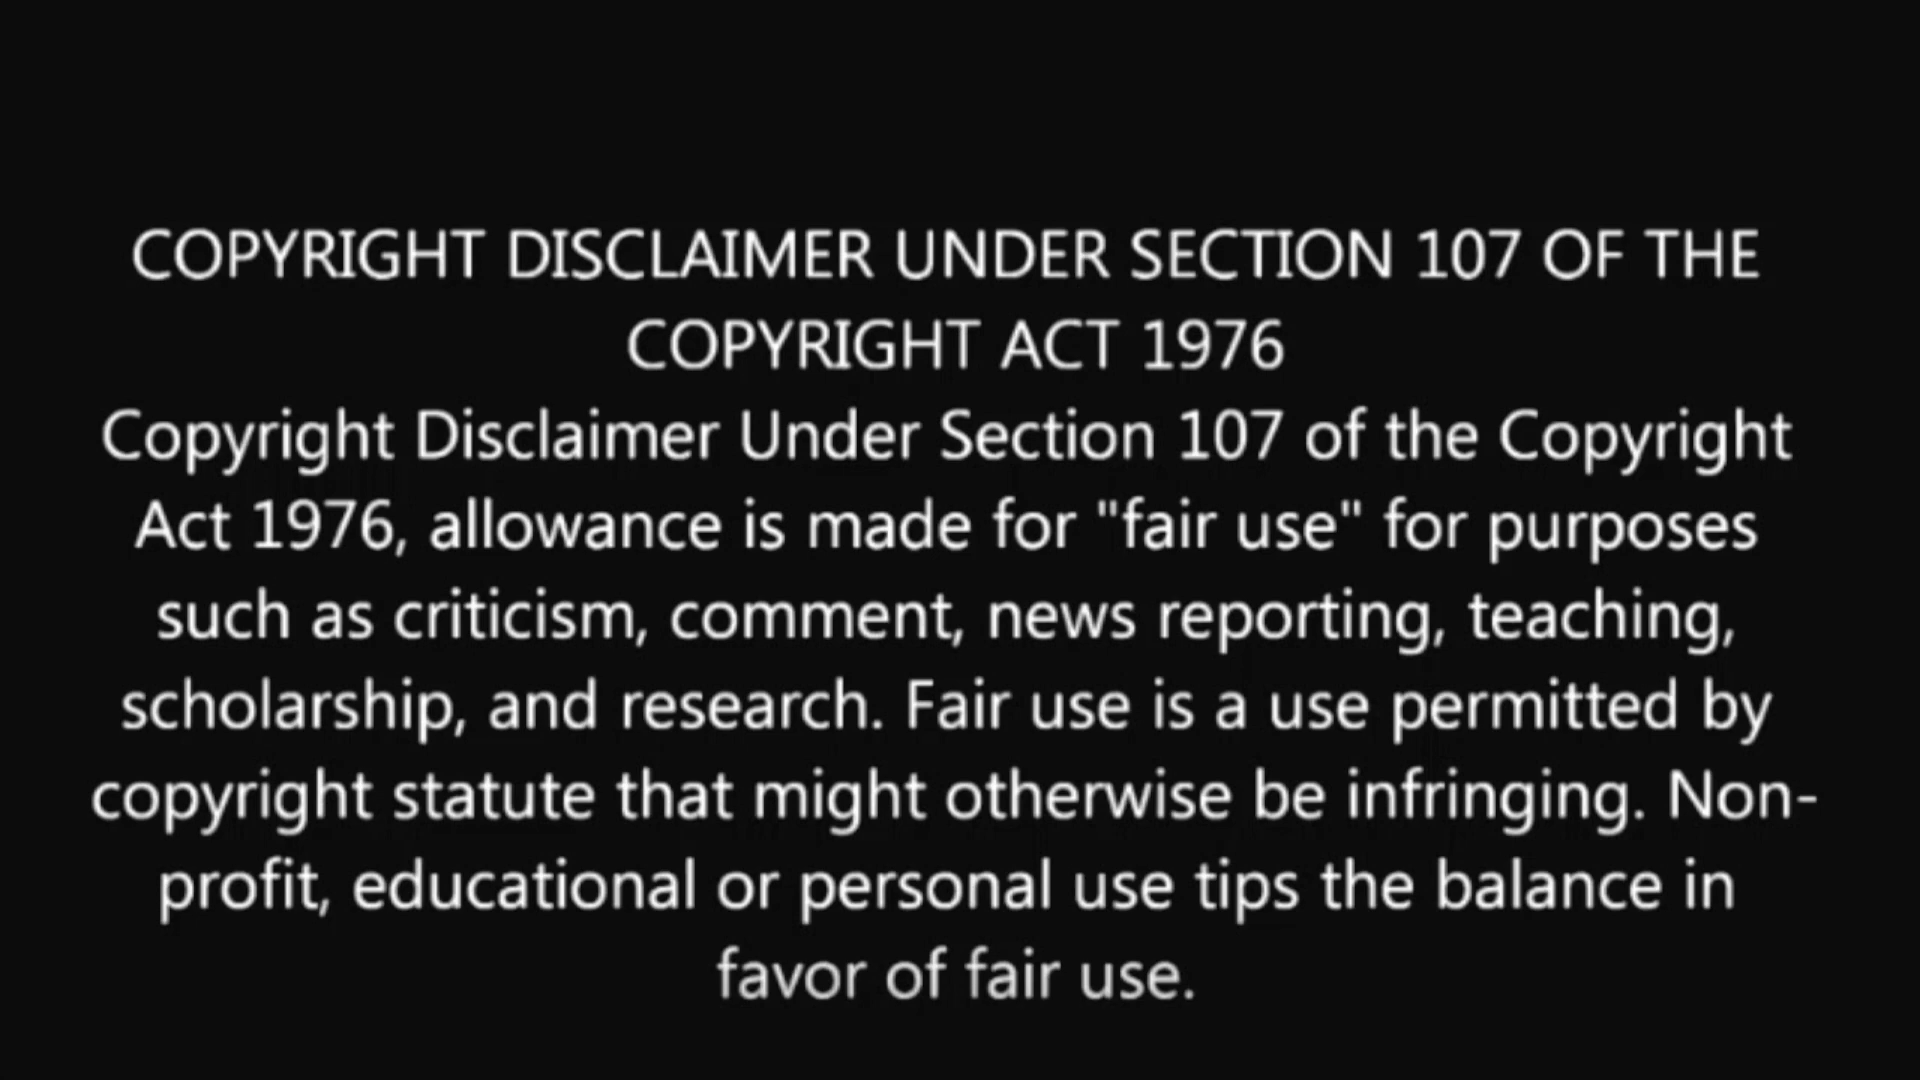 COPYRIGHT DISCLAIMER UNDER SECTION 107 OF THE
COPYRIGHT ACT 1976
Copyright Disclaimer Under Section 107 of the Copyright
Act 1976, allowance is made for "fair use" for purposes
such as criticism, comment, news reporting, teaching,
scholarship, and research. Fair use is a use permitted by
copyright statute that might otherwise be infringing. Non-
profit, educational or personal use tips the balance in
favor of fair use.